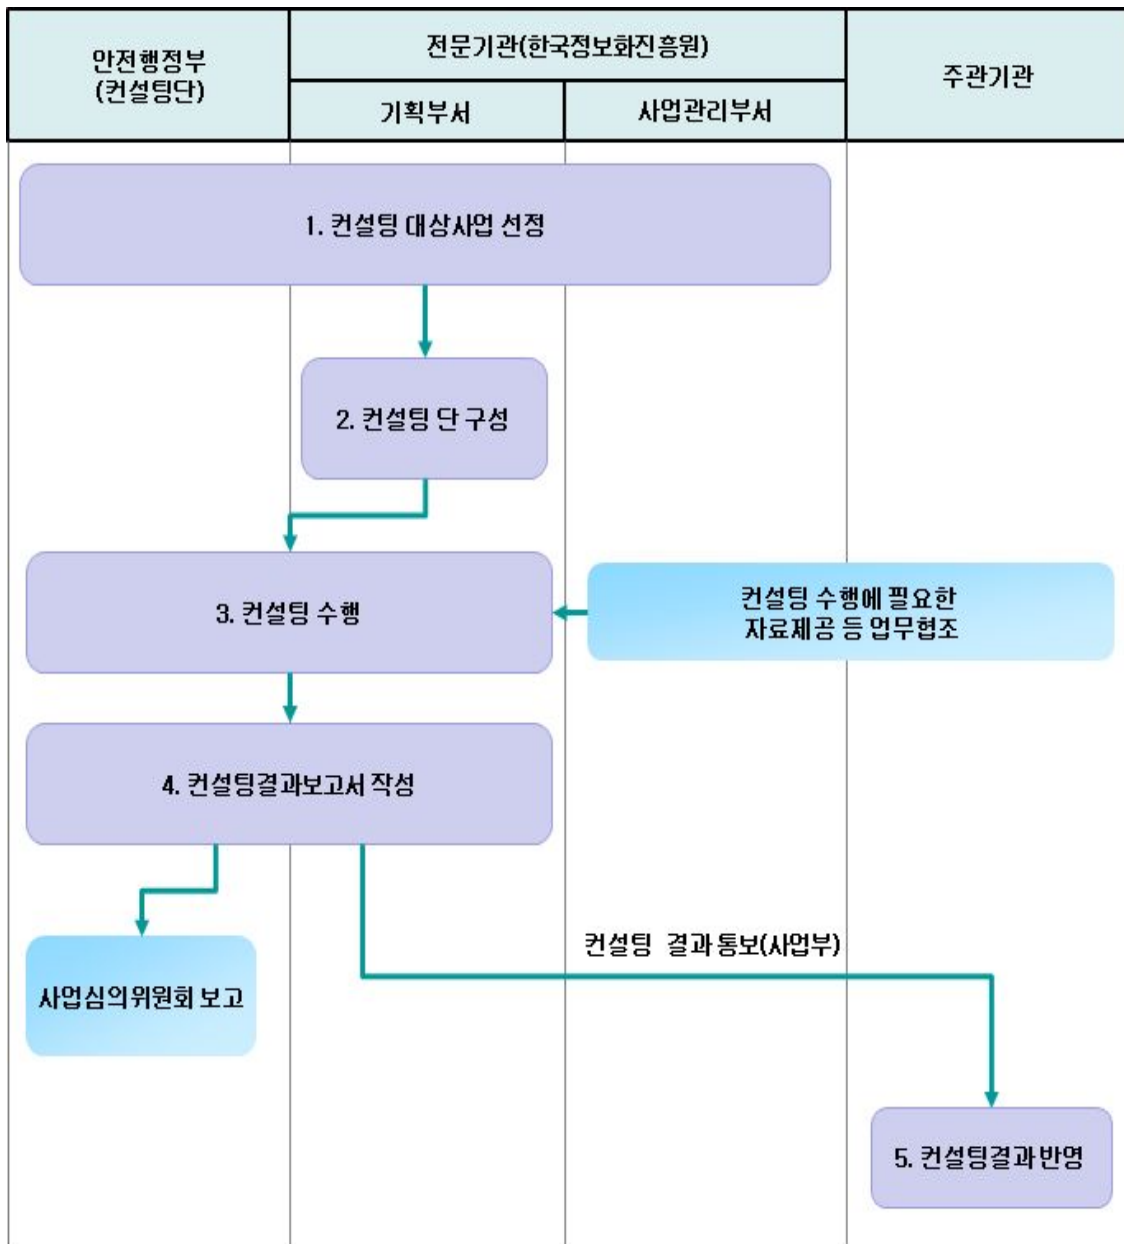 안전행정부
(컨설팅단)
전문기관(한국정보화진흥원)
기획부서
사업관리부서
주관기관
1. 컨설팅 대상사업 선정
2. 컨설팅 단 구성
3. 컨설팅 수행
컨설팅 수행에 필요한
자료제공 등 업무협조
4. 컨설팅결과보고서 작성
컨설팅 결과 통보(사업부)
사업심의위원회 보고
5. 컨설팅결과 반영